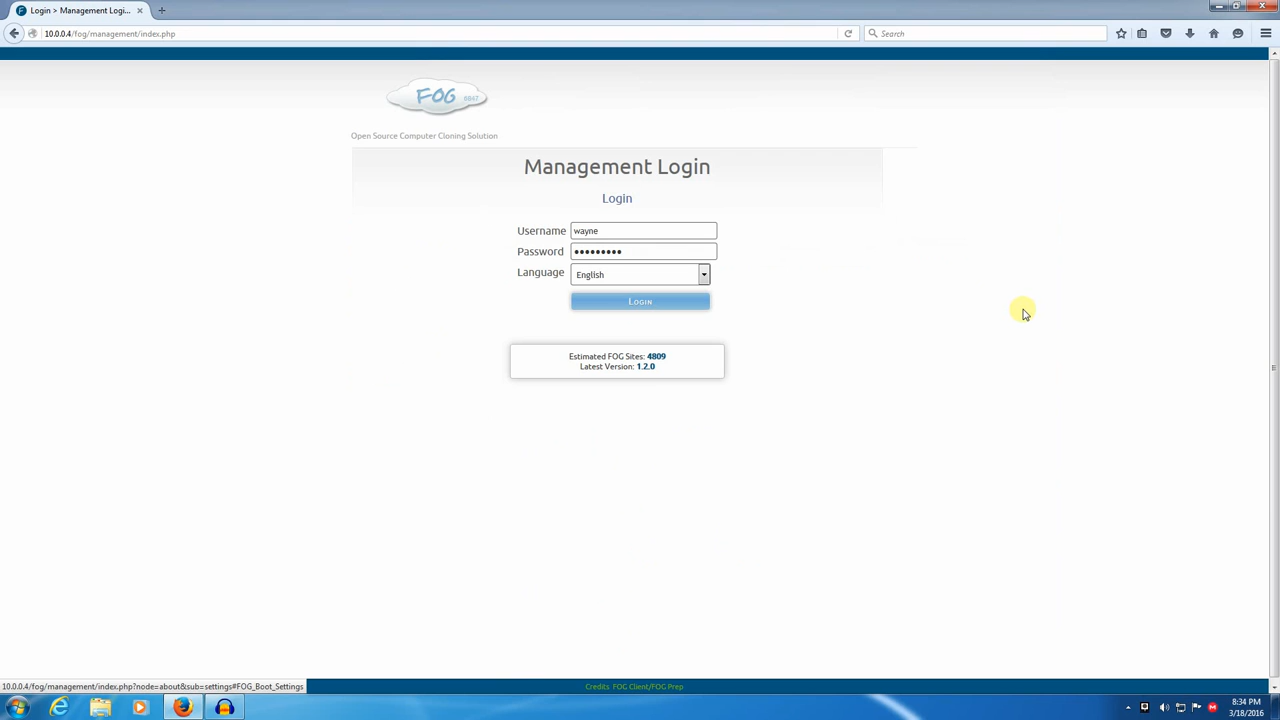 Login > Management Logi...
10.0.0.4/fog/management/index.php
Search
FOG 6847
Open Source Computer Cloning Solution
Management Login
Login
Username wayne
Password •••••••••
Language English
Login
Estimated FOG Sites: 4809
Latest Version: 1.2.0
10.0.0.4/fog/management/index.php?node=about&sub=settings#FOG_Boot_Settings
Credits FOG Client/FOG Prep
8:34 PM
3/18/2016